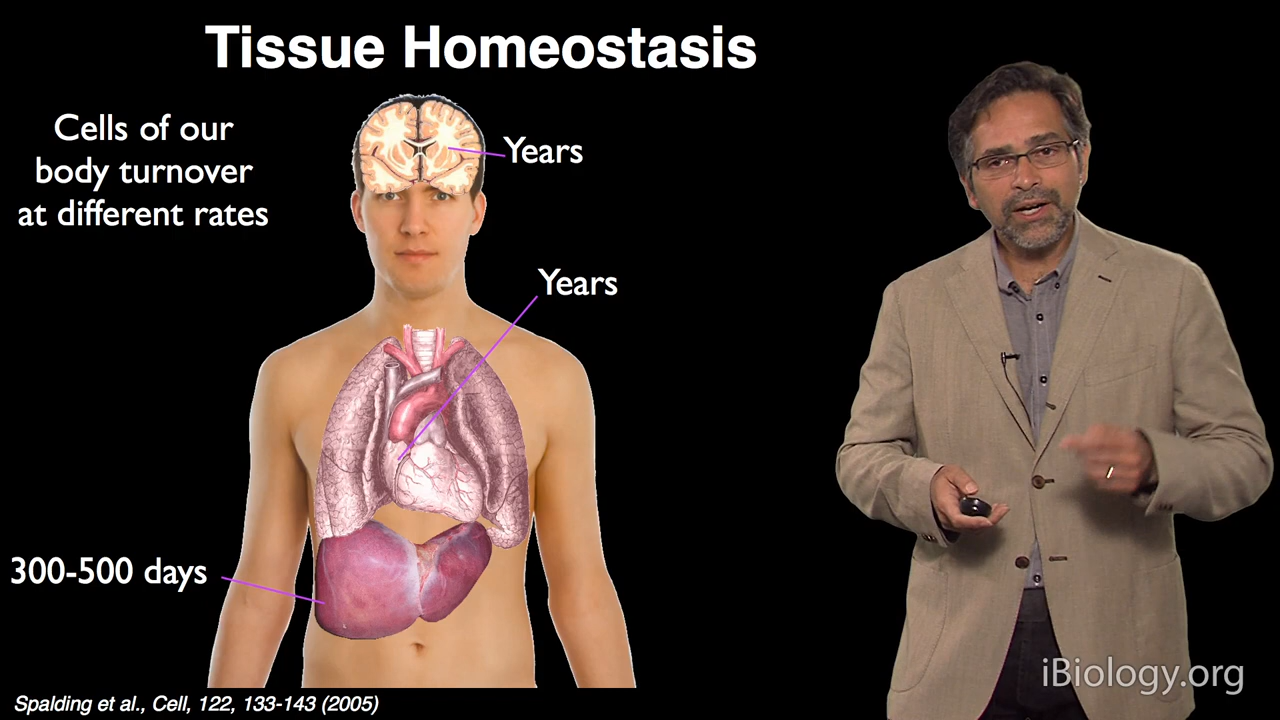 Tissue Homeostasis
Cells of our
body turnover
at different rates
Years
Years
300-500 days
iBiology.org
Spalding et al., Cell, 122, 133-143 (2005)